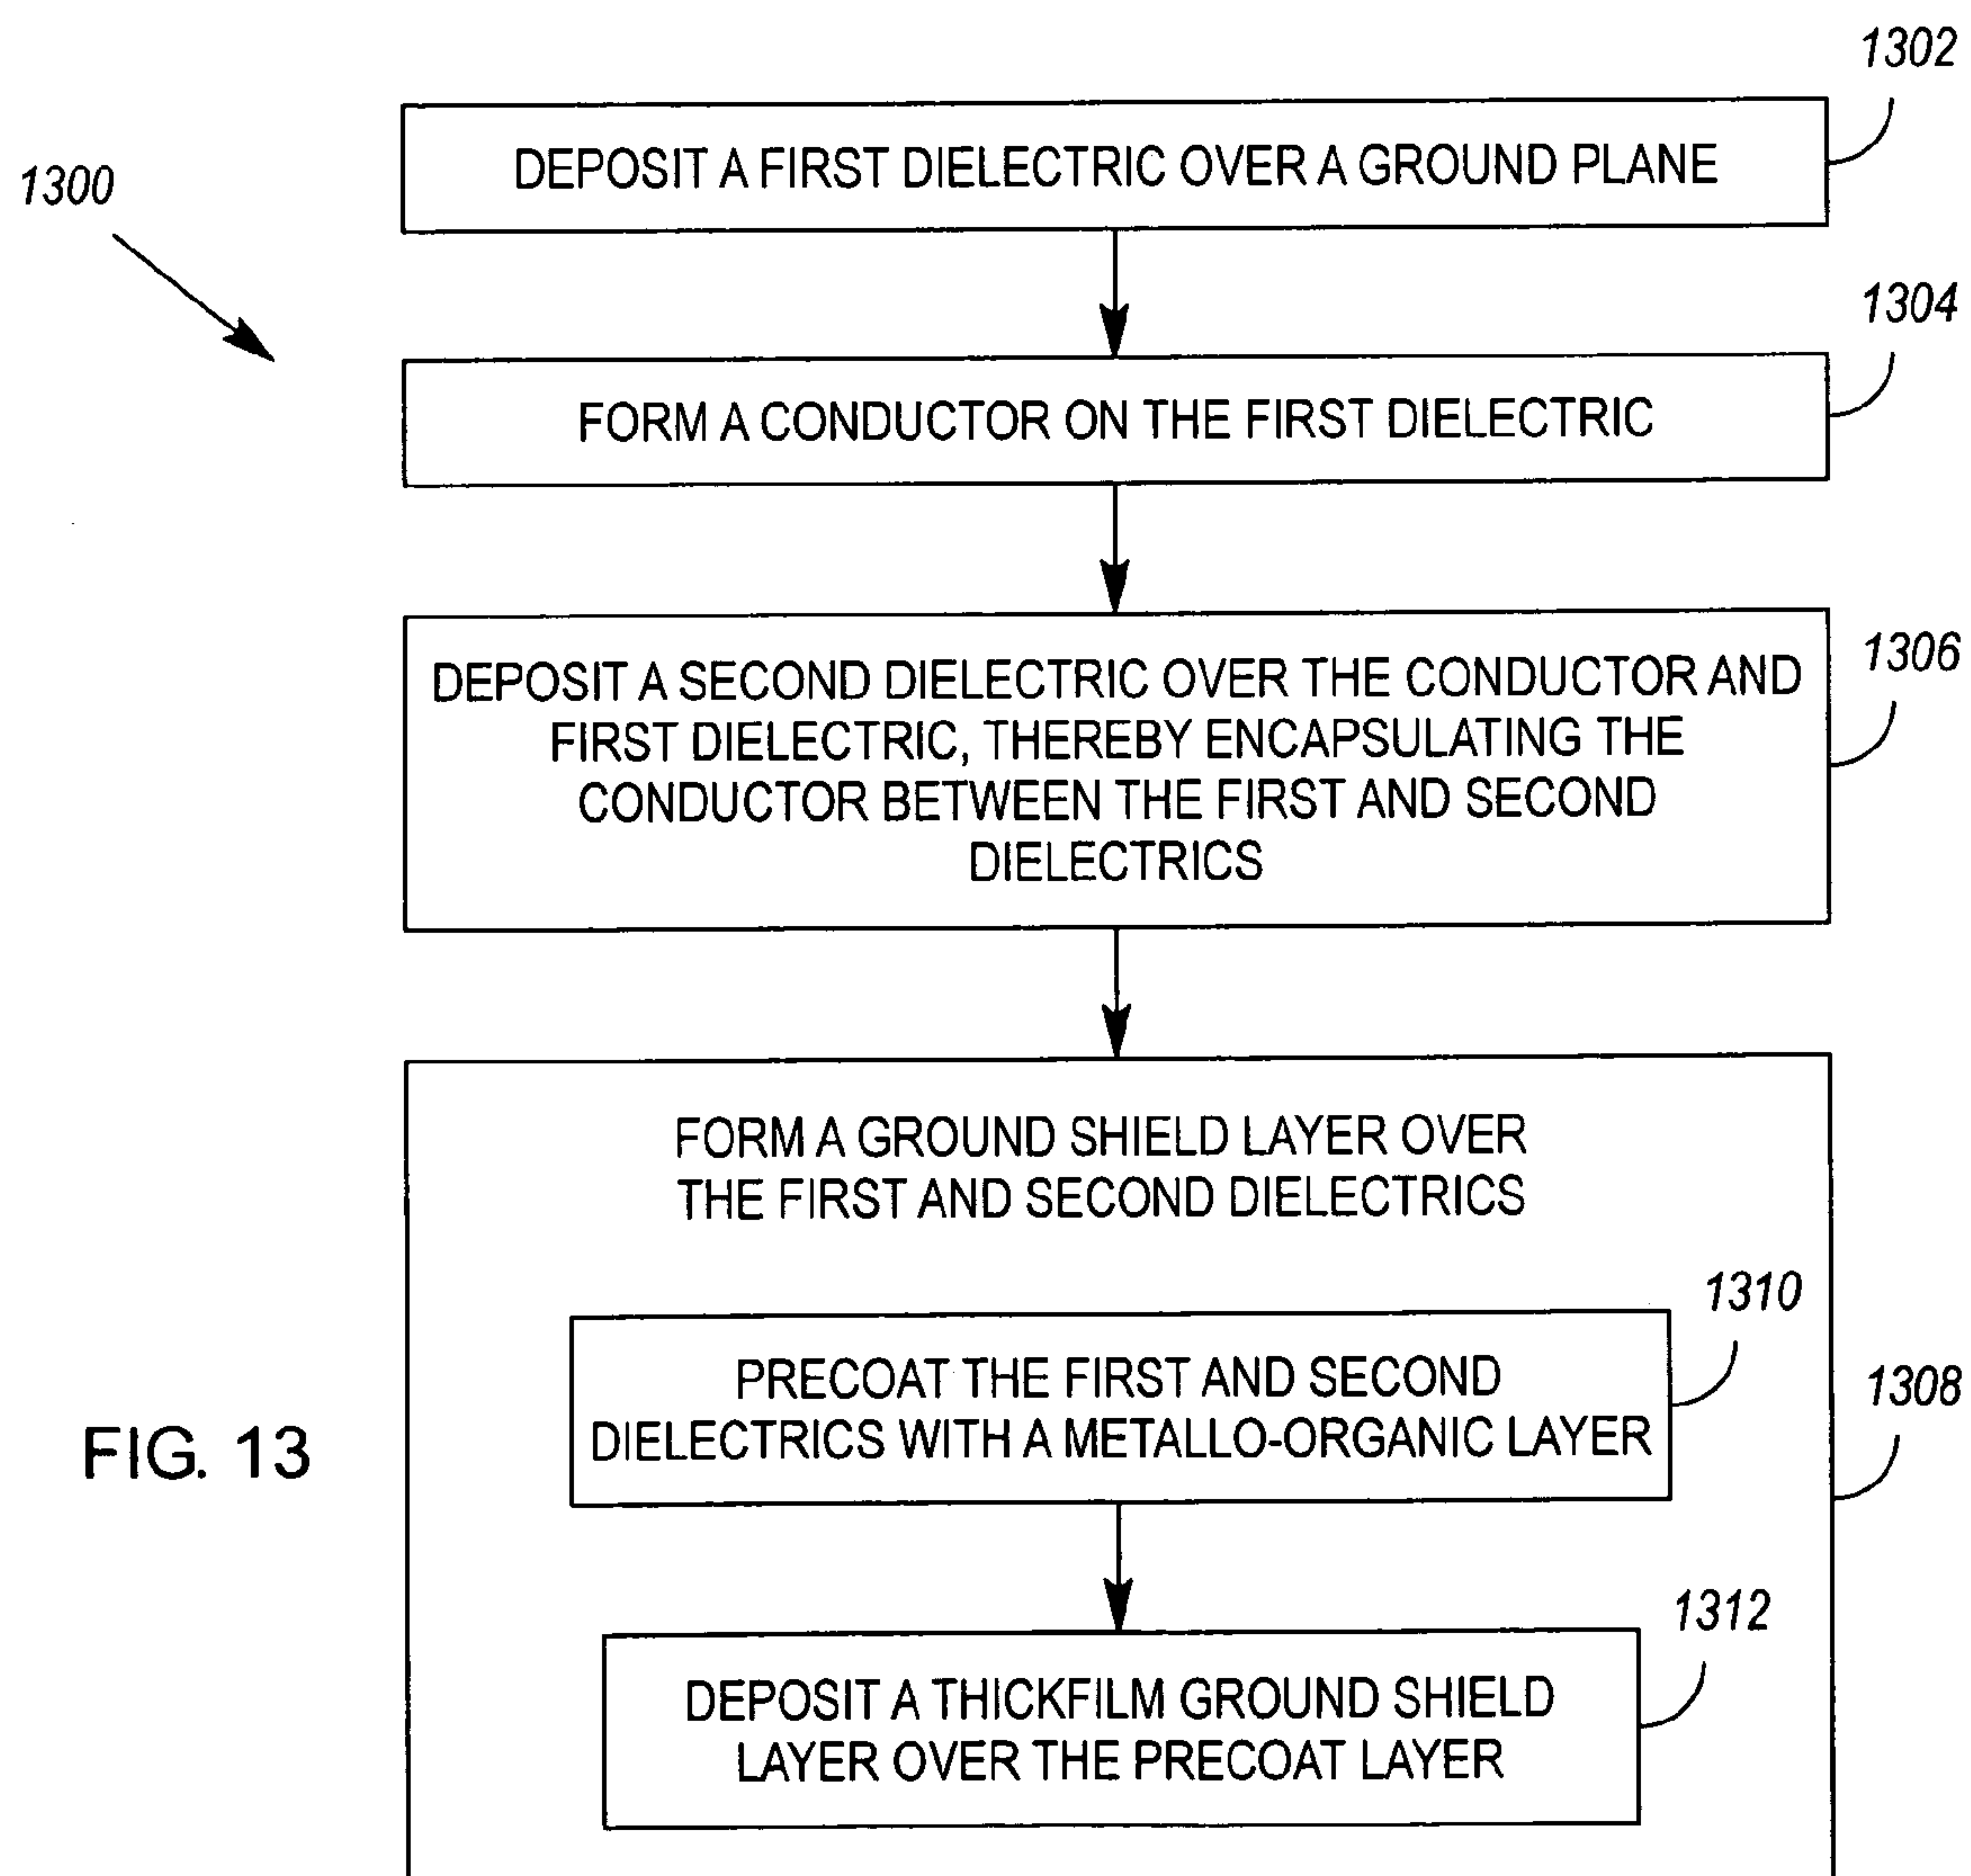 1302
DEPOSIT A FIRST DIELECTRIC OVER A GROUND PLANE
1300
1304
FORM A CONDUCTOR ON THE FIRST DIELECTRIC
1306
DEPOSIT A SECOND DIELECTRIC OVER THE CONDUCTOR AND
FIRST DIELECTRIC, THEREBY ENCAPSULATING THE
CONDUCTOR BETWEEN THE FIRST AND SECOND
DIELECTRICS
FORM A GROUND SHIELD LAYER OVER
THE FIRST AND SECOND DIELECTRICS
1310
PRECOAT THE FIRST AND SECOND
DIELECTRICS WITH A METALLO-ORGANIC LAYER
1308
FIG. 13
1312
DEPOSIT A THICKFILM GROUND SHIELD
LAYER OVER THE PRECOAT LAYER